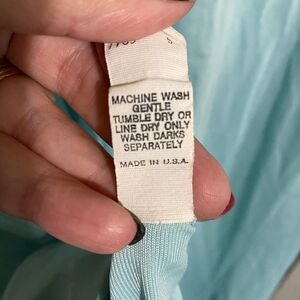 S
MACHINE WASH
GENTLE
TUMBLE DRY OR
LINE DRY ONLY
WASH DARKS
SEPARATELY
MADE IN U.S.A.